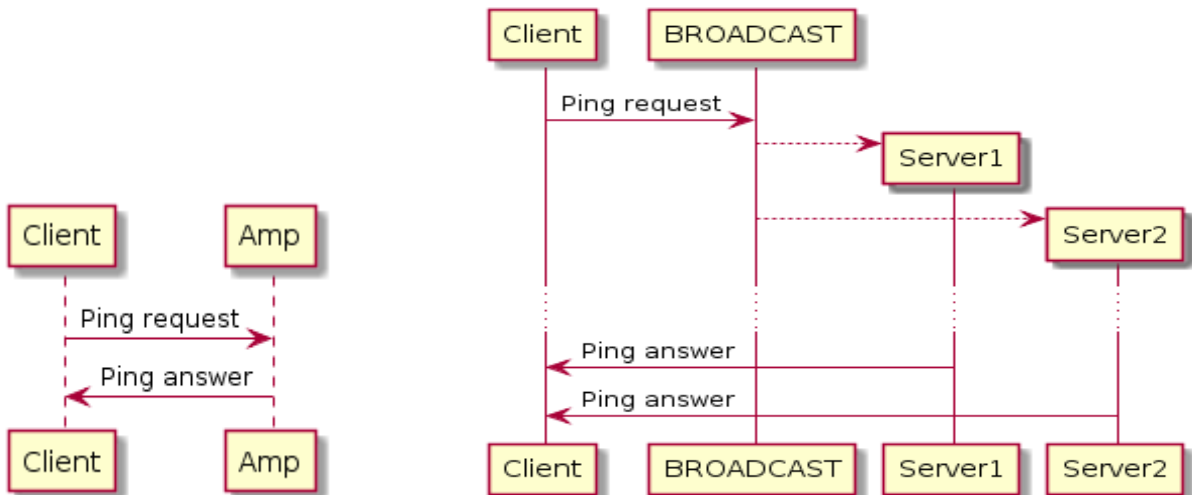 Client
Amp
Ping request
Ping answer
Client
Amp
Client
BROADCAST
Ping request
Server1
Server2
Ping answer
Ping answer
Client
BROADCAST
Server1
Server2